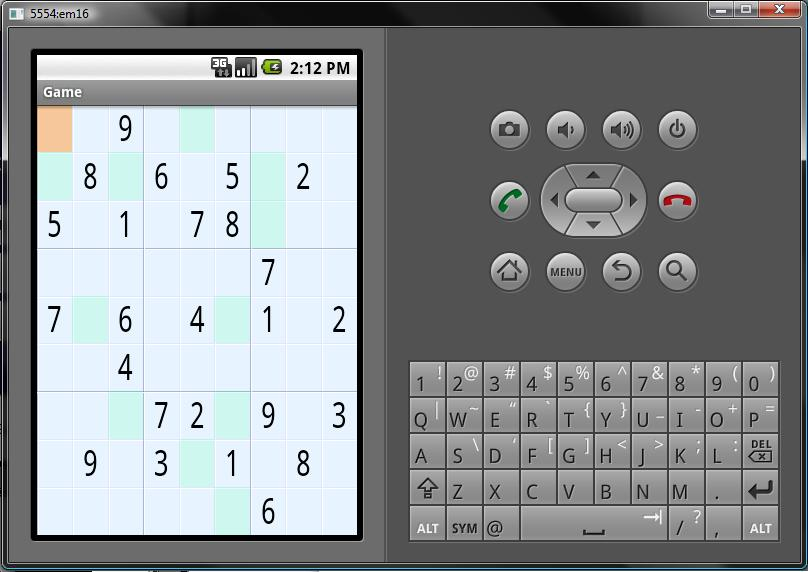 5554:em16
3G 2:12 PM
Game
9
8 6 5 2
5 1 7 8
7
7 6 4 1 2
4
7 2 9 3
9 3 1 8
6
MENU
1 ! 2 @ 3 # 4 $ 5 % 6 ^ 7 & 8 * 9 ( 0 )
Q | W ~ E “ R ` T { Y } U _ I - O + P =
A S \ D ‘ F [ G ] H < J > K ; L : DEL
Z X C V B N M .
ALT SYM @ / ? , ALT